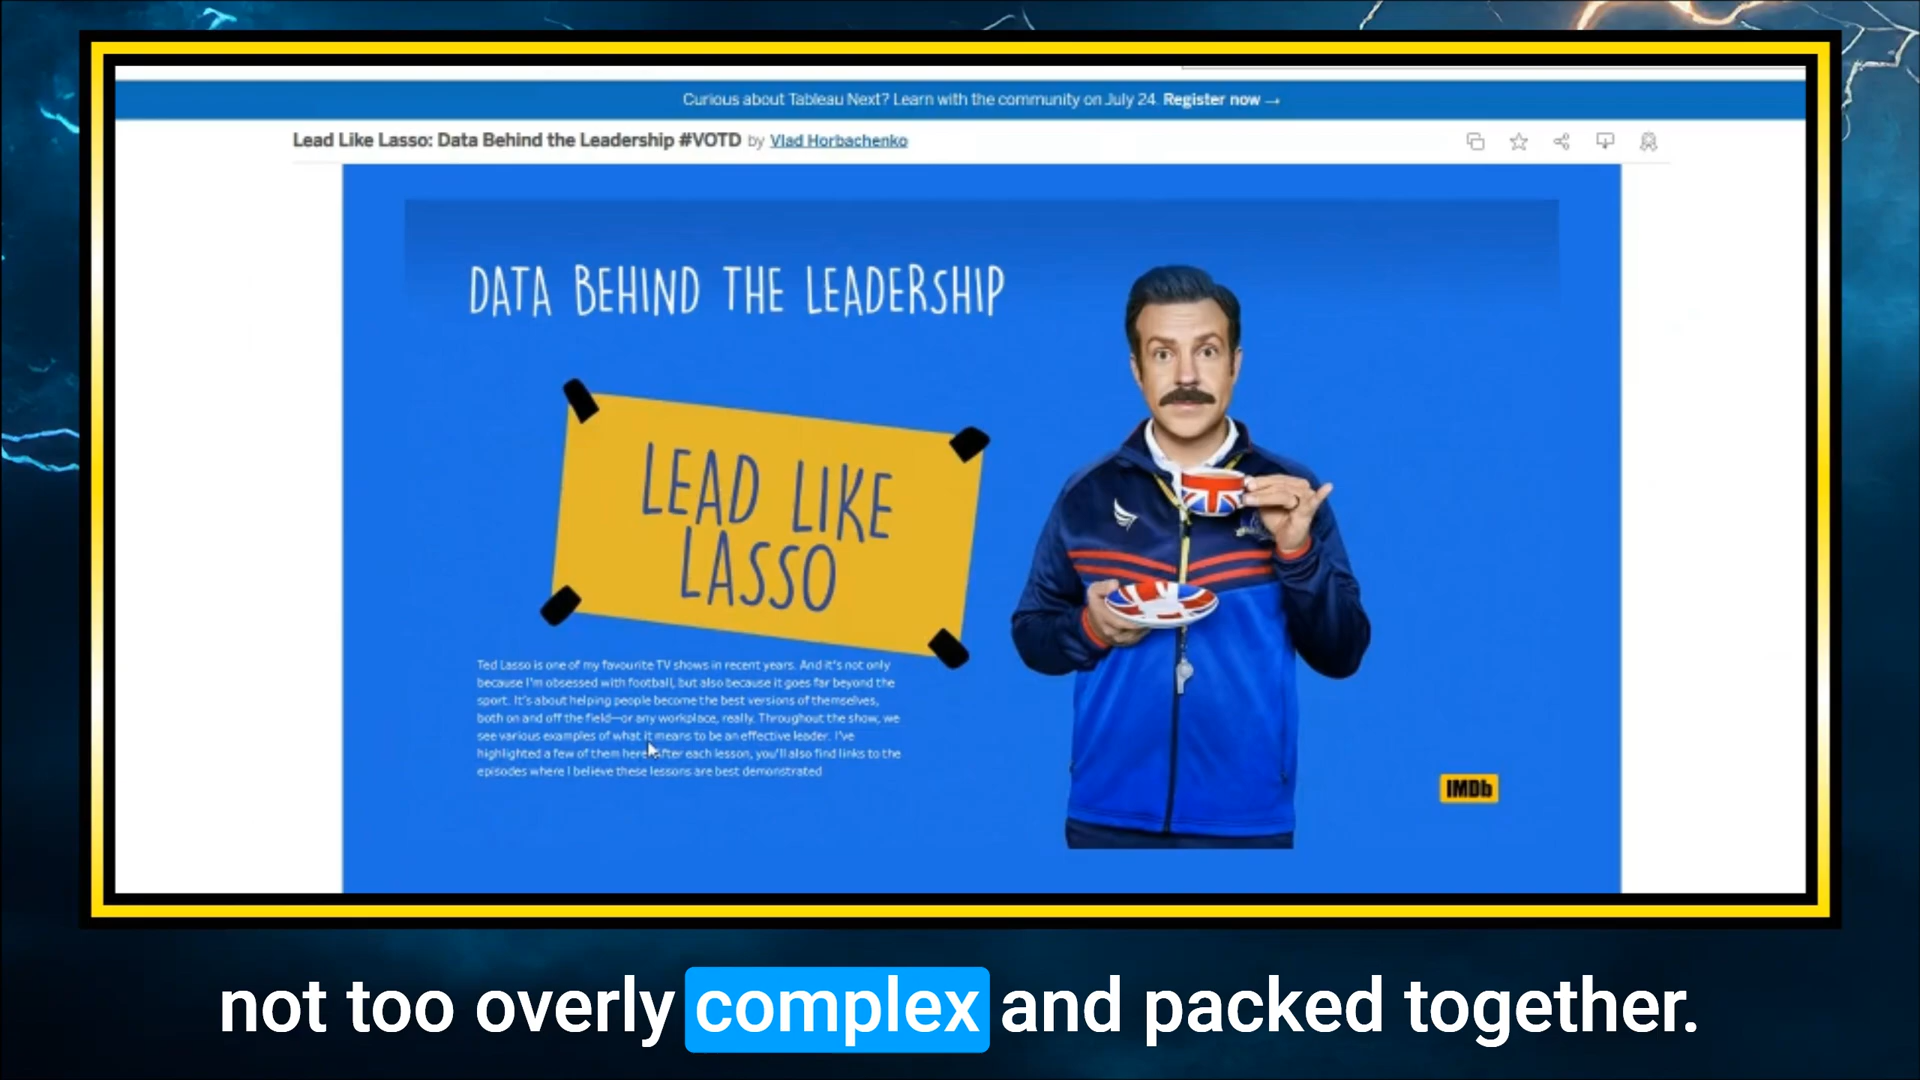 Curious about Tableau Next? Learn with the community on July 24. Register now →
Lead Like Lasso: Data Behind the Leadership #VOTD by Vlad Horbachenko
DATA BEHIND THE LEADERSHIP
LEAD LIKE
LASSO
Ted Lasso is one of my favourite TV shows in recent years. And it's not only
because I'm obsessed with football, but also because it goes far beyond the
sport. It's about helping people become the best versions of themselves,
both on and off the field—or any workplace, really. Throughout the show, we
see various examples of what it means to be an effective leader. I've
highlighted a few of them here. After each lesson, you'll also find links to the
episodes where I believe these lessons are best demonstrated
IMDb
not too overly complex and packed together.